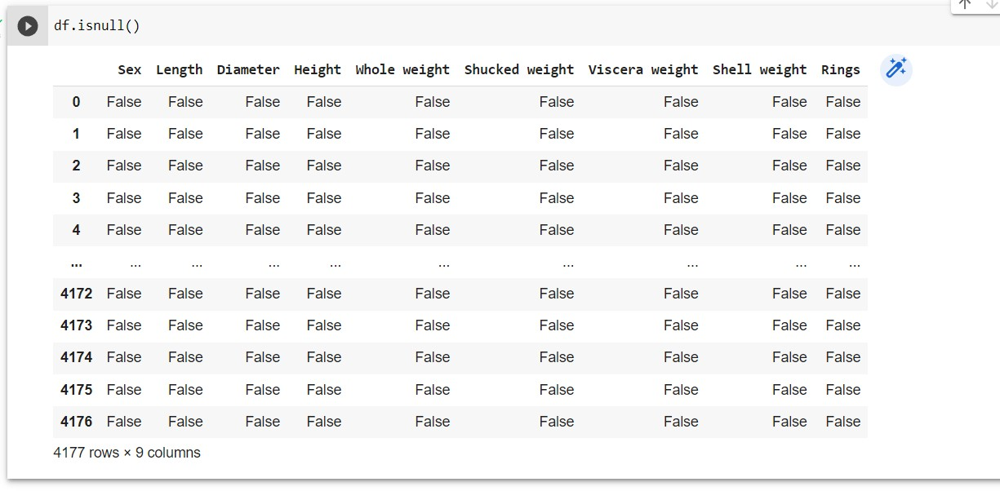 df.isnull()
Sex Length Diameter Height Whole weight Shucked weight Viscera weight Shell weight Rings
0 False False False False False False False False False
1 False False False False False False False False False
2 False False False False False False False False False
3 False False False False False False False False False
4 False False False False False False False False False
... ... ... ... ... ... ... ... ... ...
4172 False False False False False False False False False
4173 False False False False False False False False False
4174 False False False False False False False False False
4175 False False False False False False False False False
4176 False False False False False False False False False
4177 rows × 9 columns